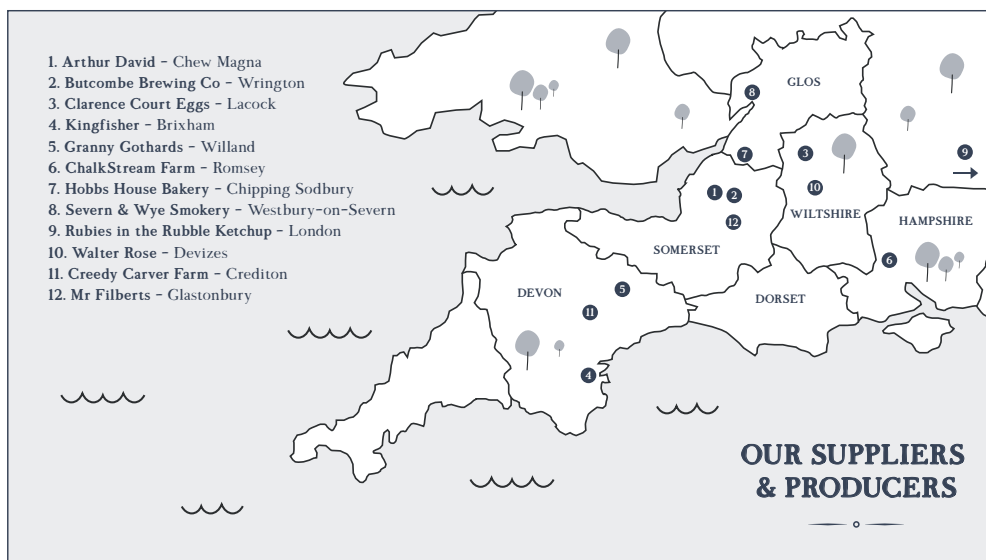 1. Arthur David – Chew Magna
2. Butcombe Brewing Co – Wrington
3. Clarence Court Eggs – Lacock
4. Kingfisher – Brixham
5. Granny Gothards – Willand
6. ChalkStream Farm – Romsey
7. Hobbs House Bakery – Chipping Sodbury
8. Severn & Wye Smokery – Westbury-on-Severn
9. Rubies in the Rubble Ketchup – London
10. Walter Rose – Devizes
11. Creedy Carver Farm – Crediton
12. Mr Filberts – Glastonbury
GLOS
8
7
3
9
10
1
2
12
WILTSHIRE
HAMPSHIRE
SOMERSET
6
DEVON
5
DORSET
11
4
OUR SUPPLIERS
& PRODUCERS